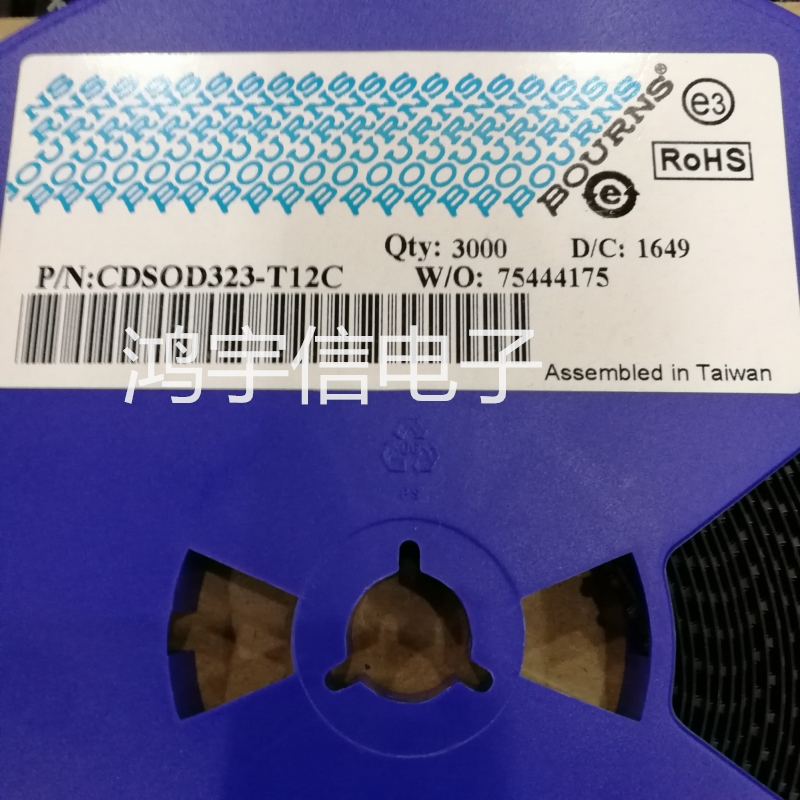 BOURNS®
e3
RoHS
e
Qty: 3000 D/C: 1649
P/N:CDSOD323-T12C W/O: 75444175
鸿宇信电子
Assembled in Taiwan